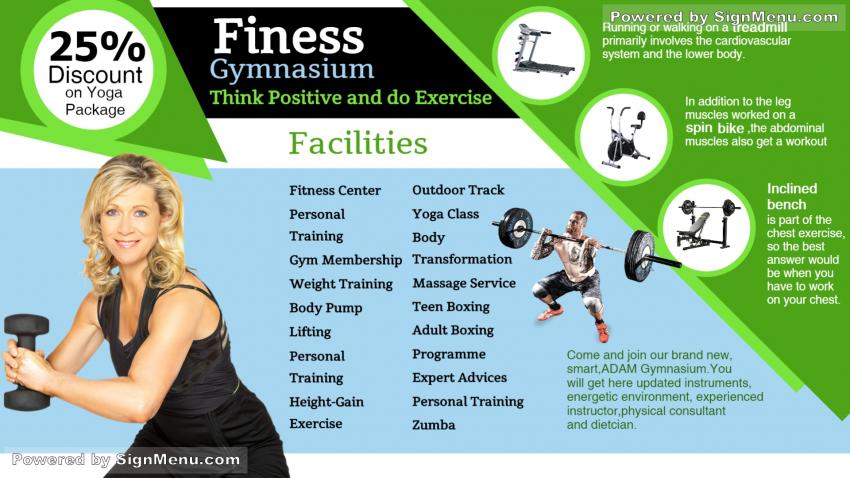 25%
Discount
on Yoga
Package
Finess
Gymnasium
Think Positive and do Exercise
Facilities
Fitness Center
Personal
Training
Gym Membership
Weight Training
Body Pump
Lifting
Personal
Training
Height-Gain
Exercise
Outdoor Track
Yoga Class
Body
Transformation
Massage Service
Teen Boxing
Adult Boxing
Programme
Expert Advices
Personal Training
Zumba
Powered by SignMenu.com
Running or walking on a treadmill
primarily involves the cardiovascular
system and the lower body.
In addition to the leg
muscles worked on a
spin bike ,the abdominal
muscles also get a workout
Inclined
bench
is part of the
chest exercise,
so the best
answer would
be when you
have to work
on your chest.
Come and join our brand new,
smart,ADAM Gymnasium.You
will get here updated instruments,
energetic environment, experienced
instructor,physical consultant
and dietcian.
Powered by SignMenu.com